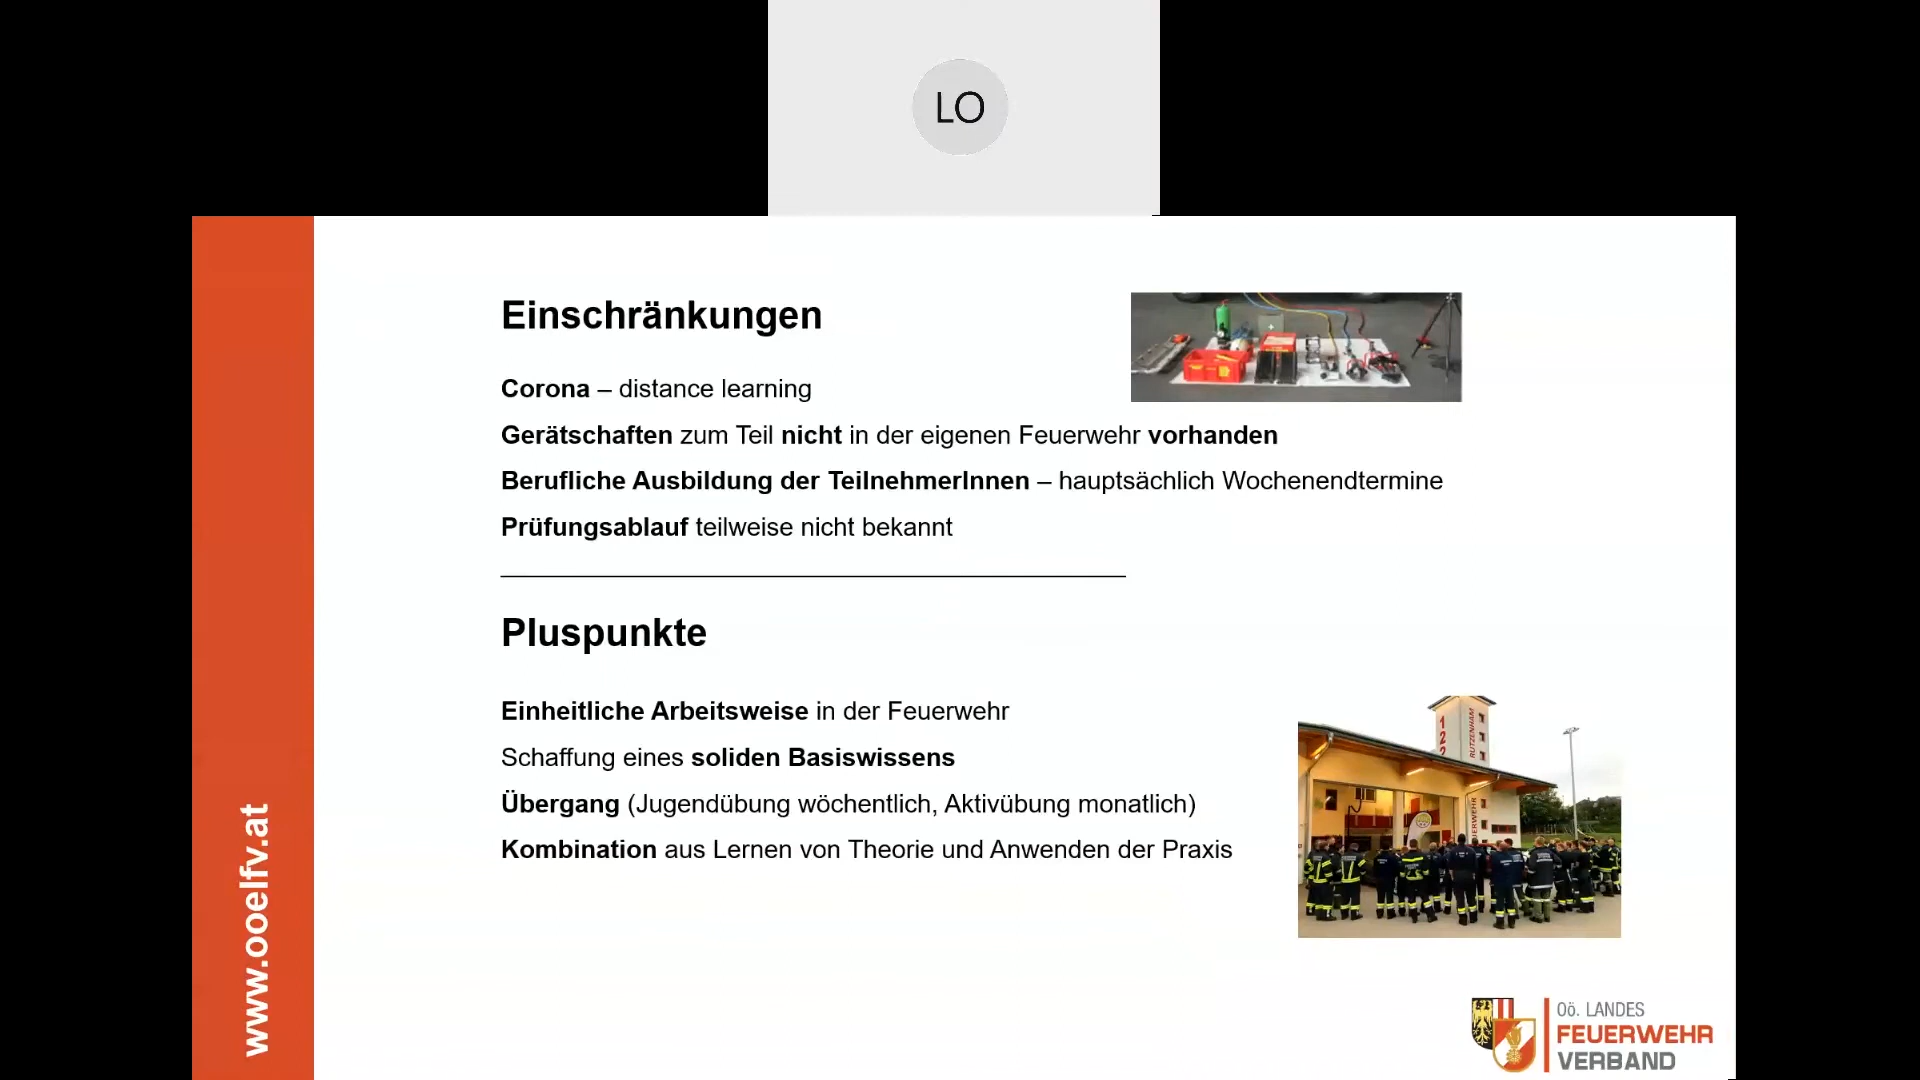 LO
Einschränkungen
Corona – distance learning
Gerätschaften zum Teil nicht in der eigenen Feuerwehr vorhanden
Berufliche Ausbildung der TeilnehmerInnen – hauptsächlich Wochenendtermine
Prüfungsablauf teilweise nicht bekannt
Pluspunkte
Einheitliche Arbeitsweise in der Feuerwehr
Schaffung eines soliden Basiswissens
Übergang (Jugendübung wöchentlich, Aktivübung monatlich)
Kombination aus Lernen von Theorie und Anwenden der Praxis
122
RUTZENHAM
www.ooelfv.at
Oö. LANDES
FEUERWEHR
VERBAND